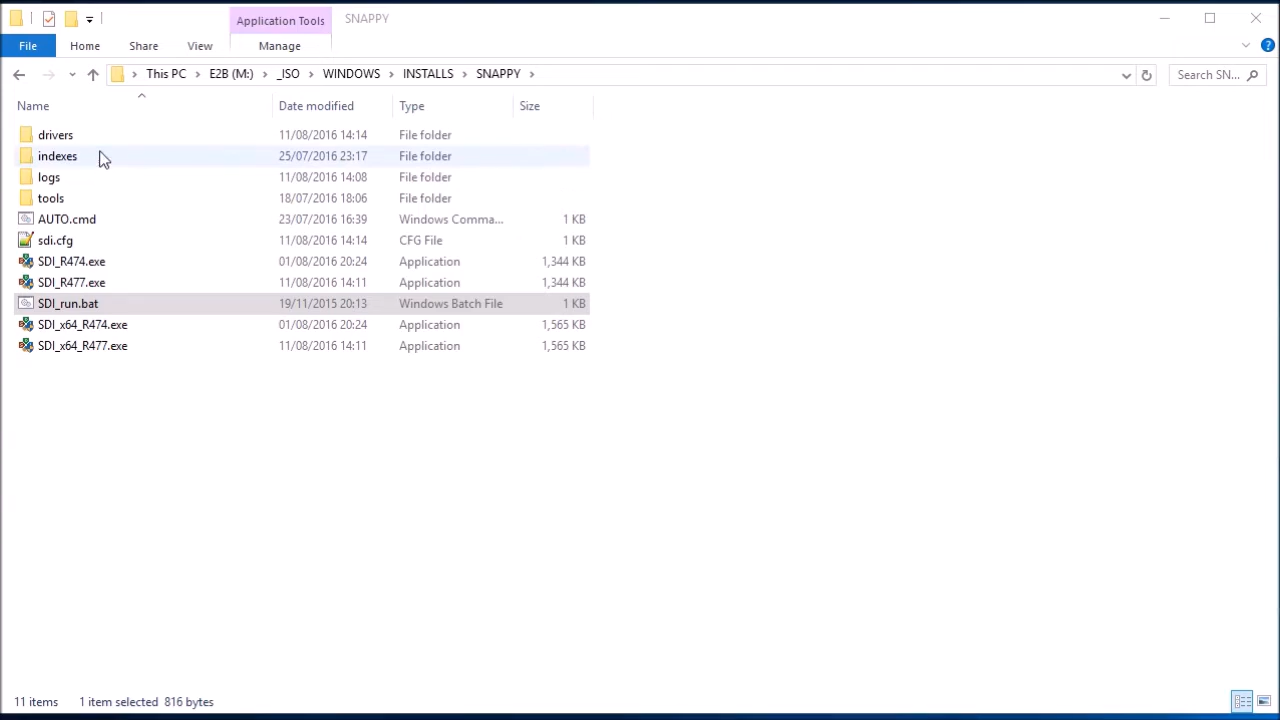 Application Tools SNAPPY
File Home Share View Manage
This PC E2B (M:) _ISO WINDOWS INSTALLS SNAPPY Search SN...
Name Date modified Type Size
drivers 11/08/2016 14:14 File folder
indexes 25/07/2016 23:17 File folder
logs 11/08/2016 14:08 File folder
tools 18/07/2016 18:06 File folder
AUTO.cmd 23/07/2016 16:39 Windows Comma... 1 KB
sdi.cfg 11/08/2016 14:14 CFG File 1 KB
SDI_R474.exe 01/08/2016 20:24 Application 1,344 KB
SDI_R477.exe 11/08/2016 14:11 Application 1,344 KB
SDI_run.bat 19/11/2015 20:13 Windows Batch File 1 KB
SDI_x64_R474.exe 01/08/2016 20:24 Application 1,565 KB
SDI_x64_R477.exe 11/08/2016 14:11 Application 1,565 KB
11 items 1 item selected 816 bytes